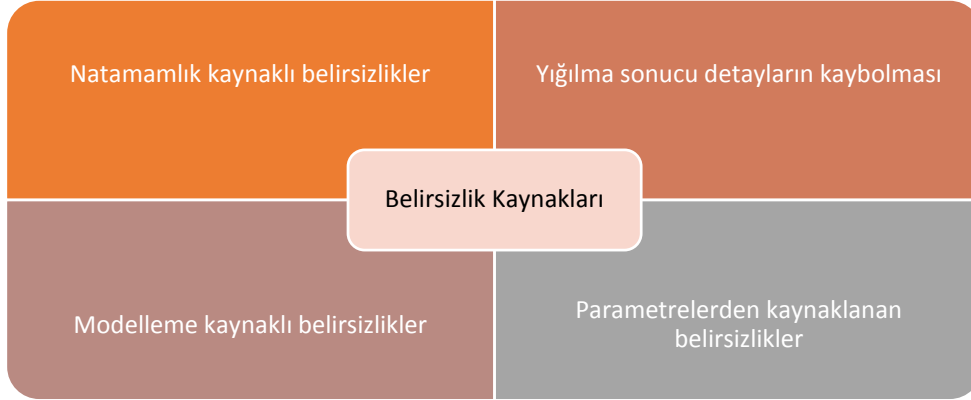 Natamamlık kaynaklı belirsizlikler
Yığılma sonucu detayların kaybolması
Belirsizlik Kaynakları
Modelleme kaynaklı belirsizlikler
Parametrelerden kaynaklanan
belirsizlikler